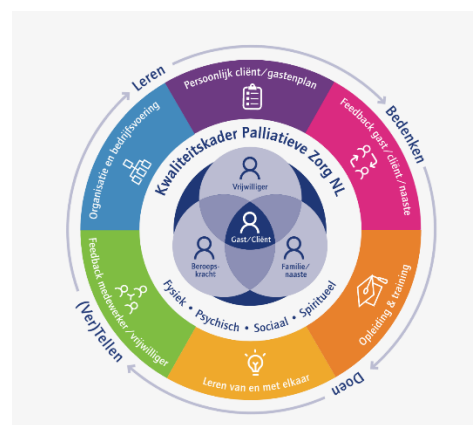 Leren
Bedenken
Doen
(Ver)Tellen
Persoonlijk cliënt/gastenplan
Feedback gast/cliënt/
naaste
Opleiding & training
Leren van en met elkaar
Feedback medewerker/vrijwilliger
Organisatie en bedrijfsvoering
Kwaliteitskader Palliatieve Zorg NL
Vrijwilliger
Gast/Cliënt
Beroeps-
kracht
Familie/
naaste
Fysiek • Psychisch • Sociaal • Spiritueel